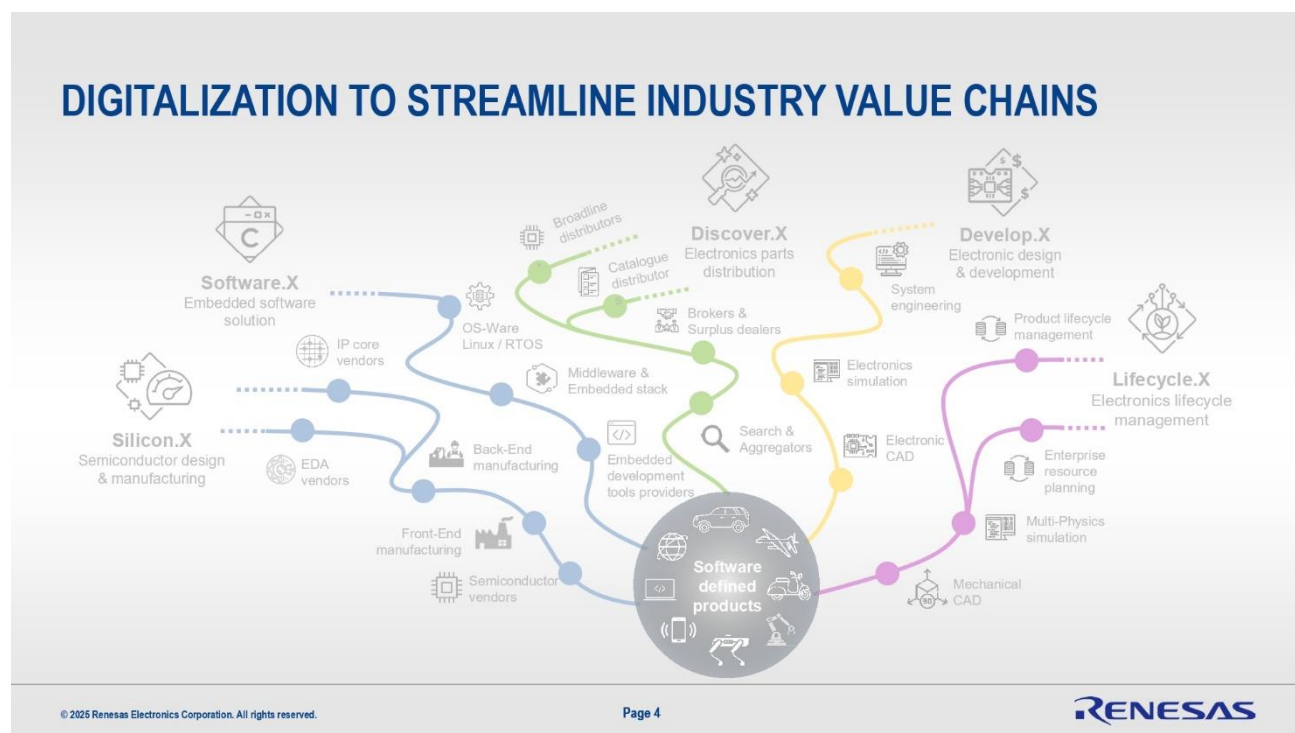 DIGITALIZATION TO STREAMLINE INDUSTRY VALUE CHAINS
C
Software.X
Embedded software
solution
Silicon.X
Semiconductor design
& manufacturing
IP core
vendors
EDA
vendors
Back-End
manufacturing
Front-End
manufacturing
Semiconductor
vendors
OS-Ware
Linux / RTOS
Middleware &
Embedded stack
</>
Embedded
development
tools providers
Broadline
distributors
Catalogue
distributor
Discover.X
Electronics parts
distribution
Brokers &
Surplus dealers
Search &
Aggregators
$
$
$
Develop.X
Electronic design
& development
</>
System
engineering
Electronics
simulation
Electronic
CAD
Product lifecycle
management
Lifecycle.X
Electronics lifecycle
management
Enterprise
resource
planning
Multi-Physics
simulation
90
Mechanical
CAD
Software
defined
products
</>
© 2025 Renesas Electronics Corporation. All rights reserved.
Page 4
RENESAS